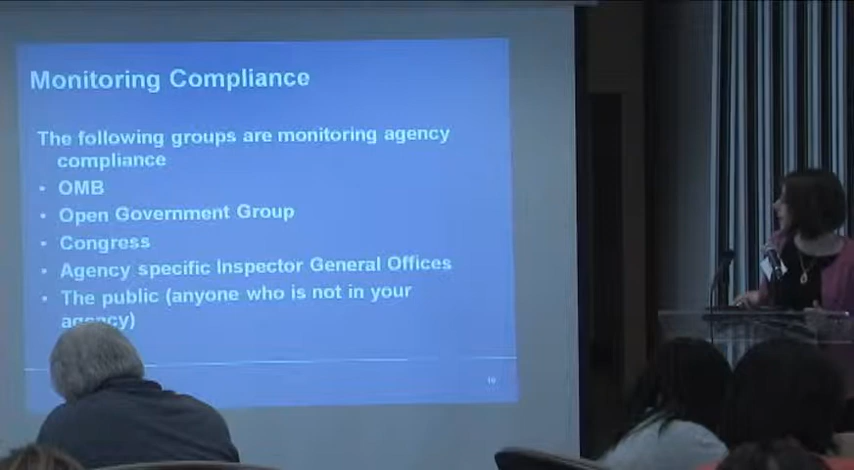 Monitoring Compliance
The following groups are monitoring agency
compliance
• OMB
• Open Government Group
• Congress
• Agency specific Inspector General Offices
• The public (anyone who is not in your
agency)